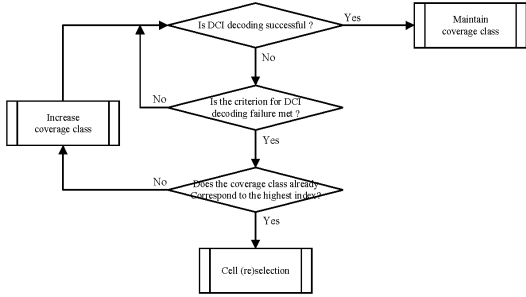 Is DCI decoding successful ?
Yes
Maintain
coverage class
No
Is the criterion for DCI
decoding failure met ?
No
Increase
coverage class
Yes
Does the coverage class already
Correspond to the highest index?
No
Yes
Cell (re)selection